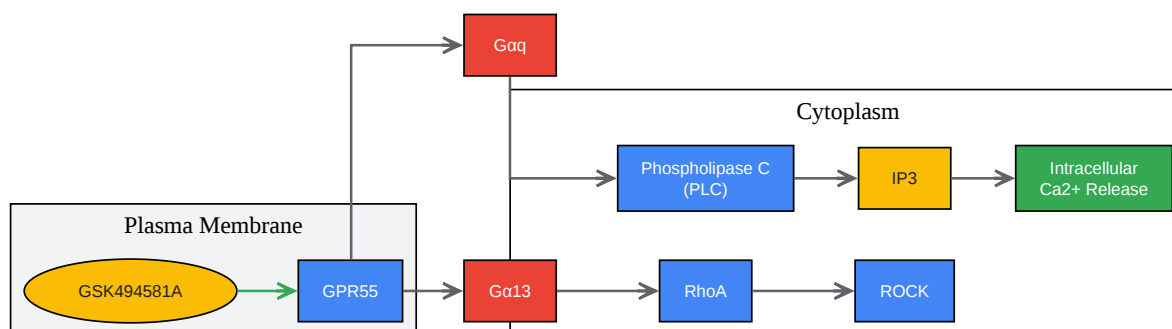 Gαq
Cytoplasm
Phospholipase C
(PLC)
IP3
Intracellular
Ca2+ Release
Plasma Membrane
GSK494581A
GPR55
Gα13
RhoA
ROCK